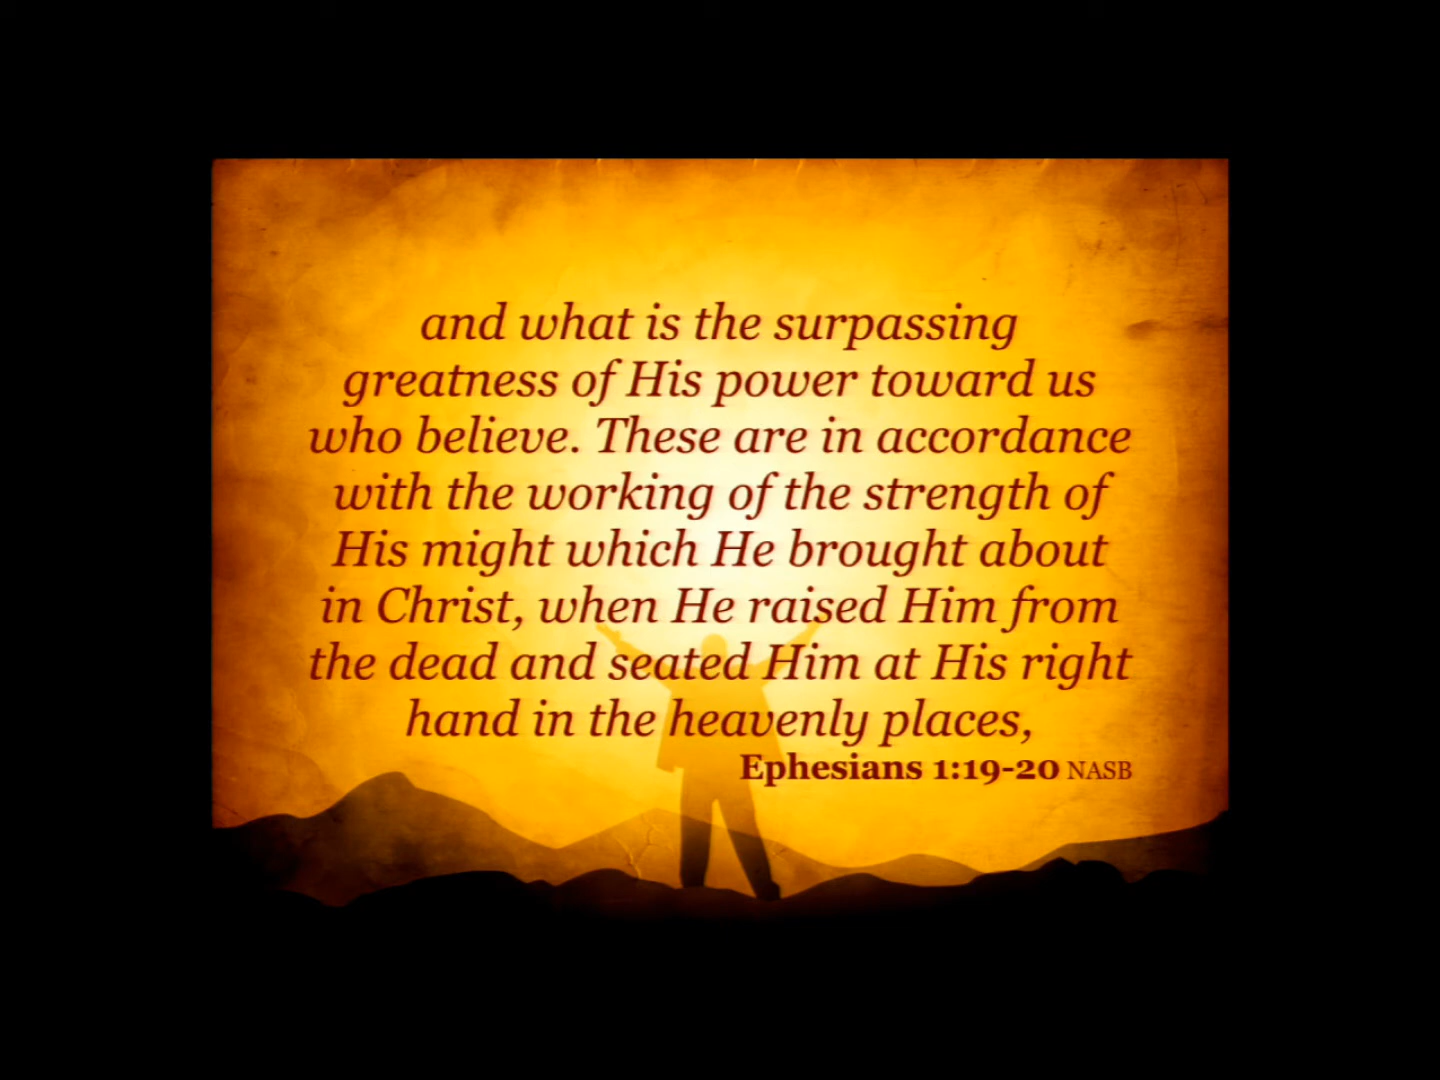 and what is the surpassing
greatness of His power toward us
who believe. These are in accordance
with the working of the strength of
His might which He brought about
in Christ, when He raised Him from
the dead and seated Him at His right
hand in the heavenly places,
Ephesians 1:19-20 NASB